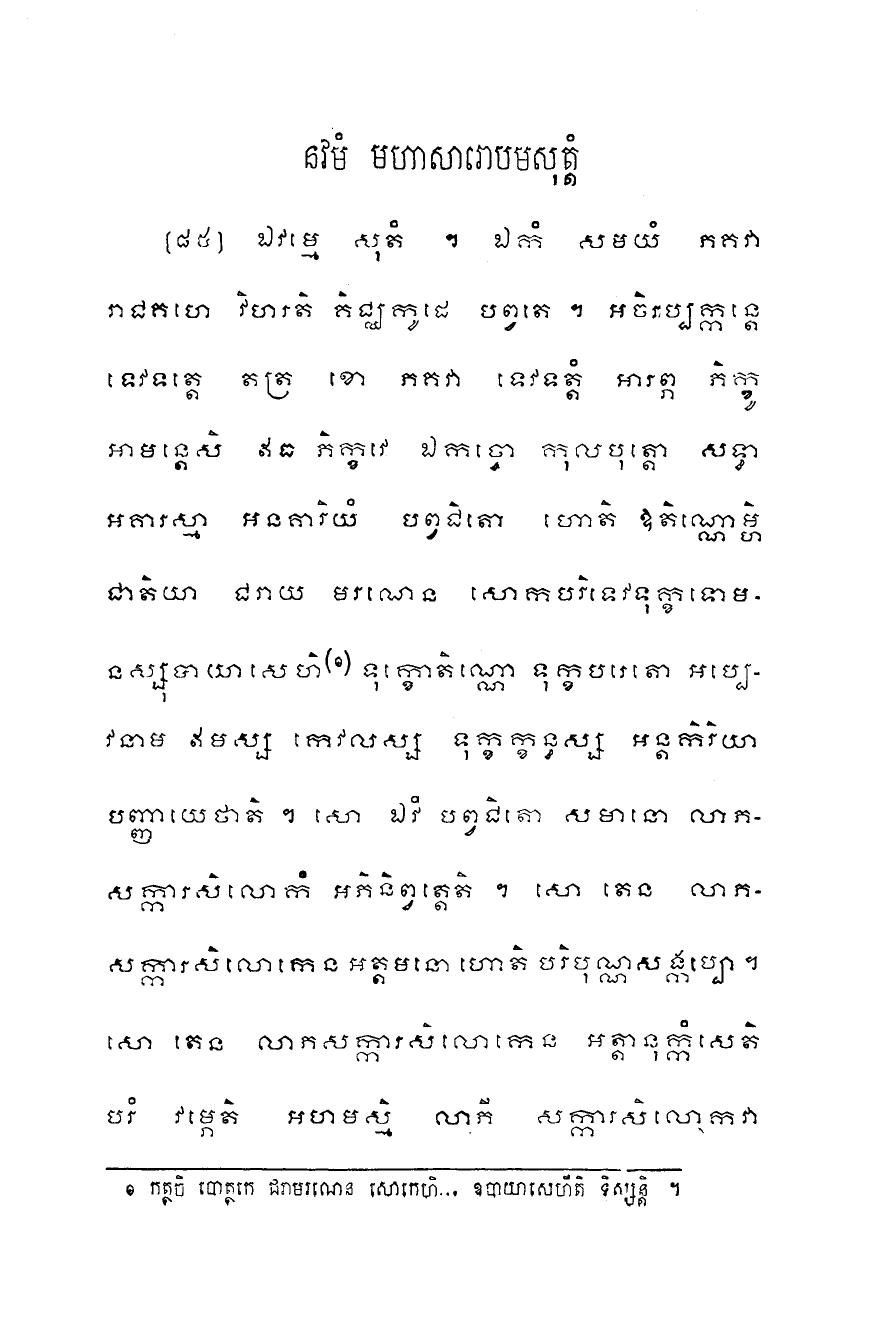 នវមំ មហាសារោបមសុត្តំ
[៨៥] ឯវម្មេ សុតំ ។ ឯកំ សមយំ ភគវា
រាជគហេ វិហរតិ គិជ្ឈកូដេ បព្វតេ ។ អចិរប្បក្កន្តេ
ទេវទត្តេ តត្រ ខោ ភគវា ទេវទត្តំ អារព្ភ ភិក្ខូ
អាមន្តេសិ ឥធ ភិក្ខវេ ឯកច្ចោ កុលបុត្តោ សទ្ធា
អគារស្មា អនគារិយំ បព្វជិតោ ហោតិ ឱតិណ្ណោម្ហិ
ជាតិយា ជរាយ មរណេន សោកបរិទេវទុក្ខទោម-
នស្សុបាយាសេហិ(១) ទុក្ខោតិណ្ណោ ទុក្ខបរេតោ អប្បេ-
វនាម ឥមស្ស កេវលស្ស ទុក្ខក្ខន្ធស្ស អន្តកិរិយា
បញ្ញាយេថាតិ ។ សោ ឯវំ បព្វជិតោ សមានោ លាភ-
សក្ការសិលោកំ អភិនិព្វត្តេតិ ។ សោ តេន លាភ-
សក្ការសិលោកេន អត្តមនោ ហោតិ បរិបុណ្ណសង្កប្បោ ។
សោ តេន លាភសក្ការសិលោកេន អត្តានុក្កំសេតិ
បរំ វម្ភេតិ អហមស្មិ លាភី សក្ការសិលោកវា
១ កត្ថចិ បោត្ថកេ ជរាមរណេន សោកេហិ... ឧបាយាសេហីតិ ទិស្សន្តិ ។